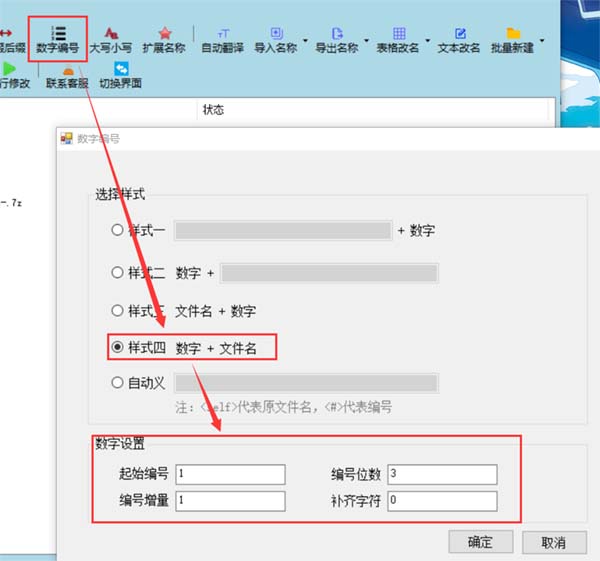 后缀 数字编号 大写小写 扩展名称 自动翻译 导入名称 导出名称 表格改名 文本改名 批量新建
行修改 联系客服 切换界面
状态
数字编号
选择样式
.7z
样式一 + 数字
样式二 数字 +
样式三 文件名 + 数字
样式四 数字 + 文件名
自动义
注：<self>代表原文件名，<#>代表编号
数字设置
起始编号 1 编号位数 3
编号增量 1 补齐字符 0
确定 取消